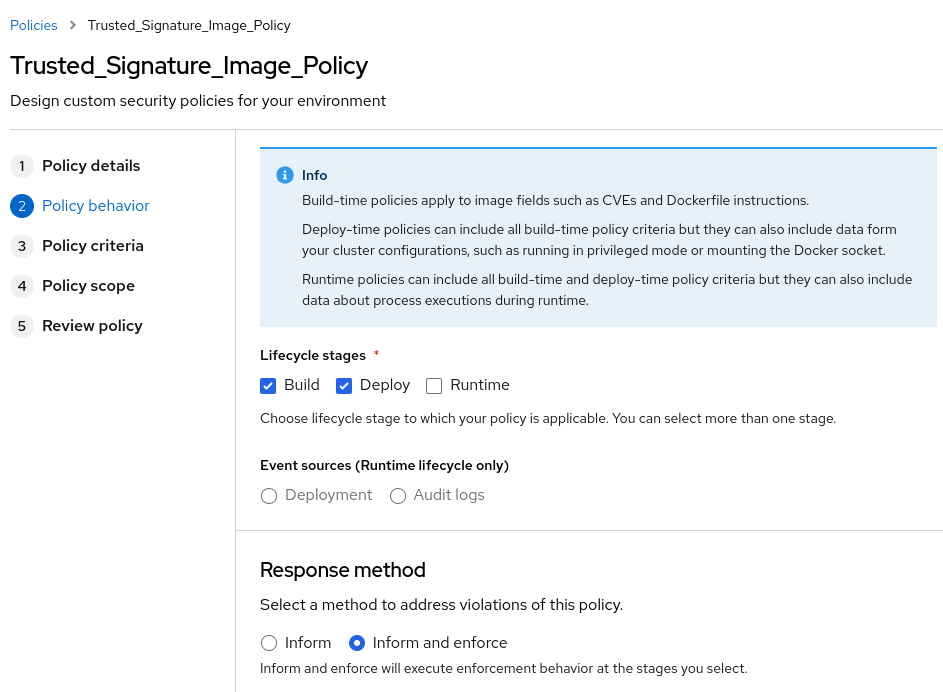 Policies > Trusted_Signature_Image_Policy
Trusted_Signature_Image_Policy
Design custom security policies for your environment
1 Policy details
2 Policy behavior
3 Policy criteria
4 Policy scope
5 Review policy
Info
Build-time policies apply to image fields such as CVEs and Dockerfile instructions.
Deploy-time policies can include all build-time policy criteria but they can also include data form
your cluster configurations, such as running in privileged mode or mounting the Docker socket.
Runtime policies can include all build-time and deploy-time policy criteria but they can also include
data about process executions during runtime.
Lifecycle stages *
Build Deploy Runtime
Choose lifecycle stage to which your policy is applicable. You can select more than one stage.
Event sources (Runtime lifecycle only)
Deployment Audit logs
Response method
Select a method to address violations of this policy.
Inform Inform and enforce
Inform and enforce will execute enforcement behavior at the stages you select.